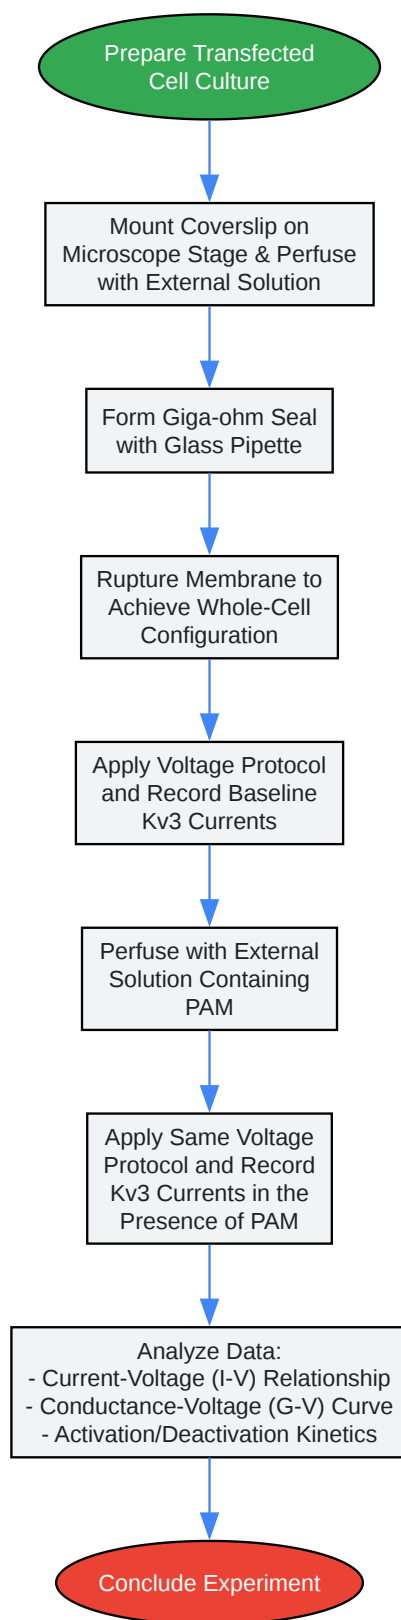 Prepare Transfected
Cell Culture
Mount Coverslip on
Microscope Stage & Perfuse
with External Solution
Form Giga-ohm Seal
with Glass Pipette
Rupture Membrane to
Achieve Whole-Cell
Configuration
Apply Voltage Protocol
and Record Baseline
Kv3 Currents
Perfuse with External
Solution Containing
PAM
Apply Same Voltage
Protocol and Record
Kv3 Currents in the
Presence of PAM
Analyze Data:
- Current-Voltage (I-V) Relationship
- Conductance-Voltage (G-V) Curve
- Activation/Deactivation Kinetics
Conclude Experiment